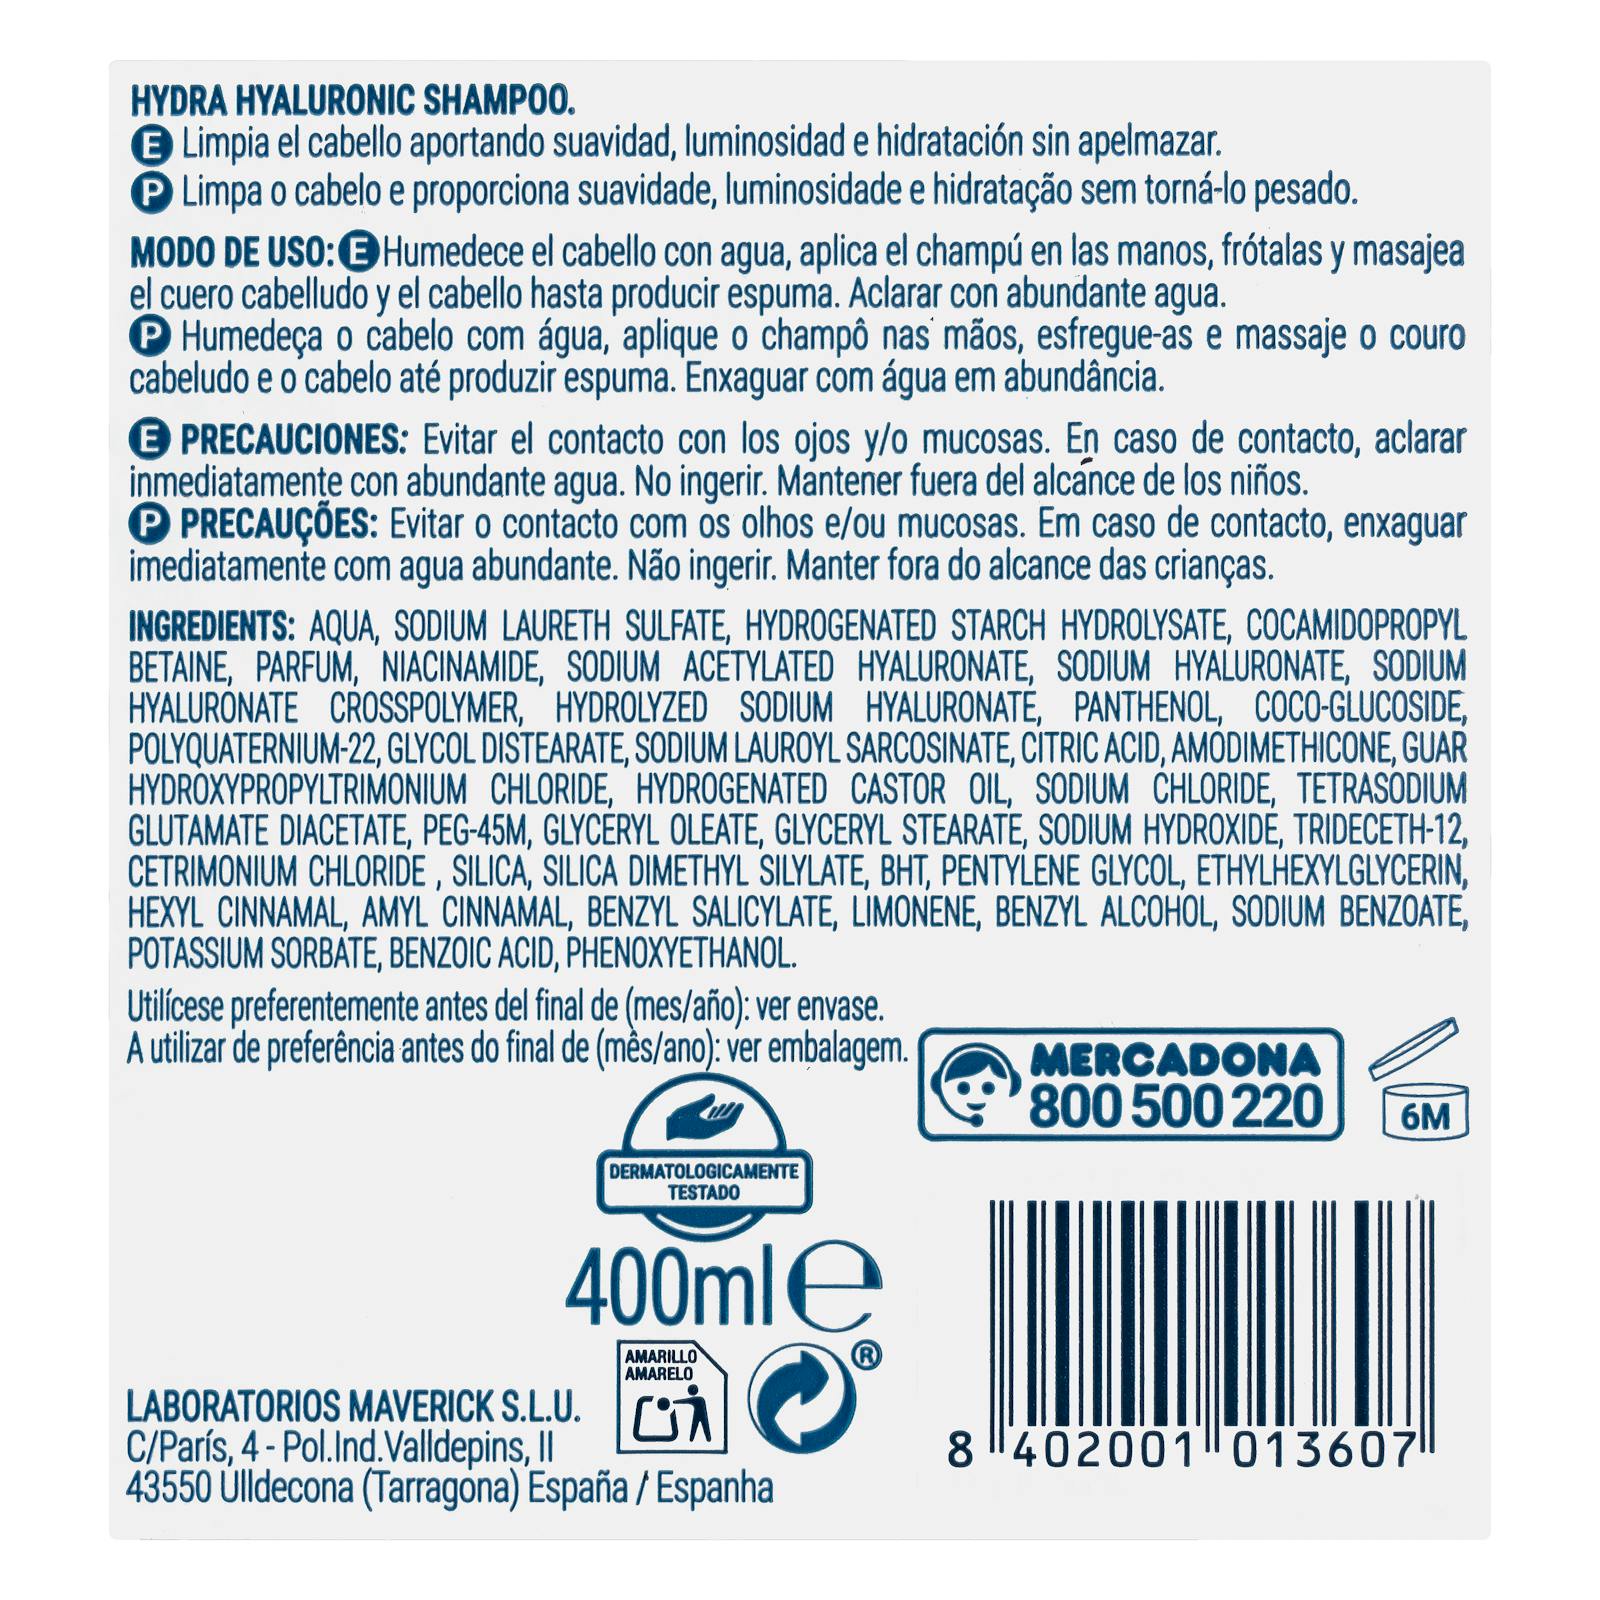 HYDRA HYALURONIC SHAMPOO.
E Limpia el cabello aportando suavidad, luminosidad e hidratación sin apelmazar.
P Limpa o cabelo e proporciona suavidade, luminosidade e hidratação sem torná-lo pesado.
MODO DE USO: E Humedece el cabello con agua, aplica el champú en las manos, frótalas y masajea
el cuero cabelludo y el cabello hasta producir espuma. Aclarar con abundante agua.
P Humedeça o cabelo com água, aplique o champô nas mãos, esfregue-as e massaje o couro
cabeludo e o cabelo até produzir espuma. Enxaguar com água em abundância.
E PRECAUCIONES: Evitar el contacto con los ojos y/o mucosas. En caso de contacto, aclarar
inmediatamente con abundante agua. No ingerir. Mantener fuera del alcance de los niños.
P PRECAUÇÕES: Evitar o contacto com os olhos e/ou mucosas. Em caso de contacto, enxaguar
imediatamente com agua abundante. Não ingerir. Manter fora do alcance das crianças.
INGREDIENTS: AQUA, SODIUM LAURETH SULFATE, HYDROGENATED STARCH HYDROLYSATE, COCAMIDOPROPYL
BETAINE, PARFUM, NIACINAMIDE, SODIUM ACETYLATED HYALURONATE, SODIUM HYALURONATE, SODIUM
HYALURONATE CROSSPOLYMER, HYDROLYZED SODIUM HYALURONATE, PANTHENOL, COCO-GLUCOSIDE,
POLYQUATERNIUM-22, GLYCOL DISTEARATE, SODIUM LAUROYL SARCOSINATE, CITRIC ACID, AMODIMETHICONE, GUAR
HYDROXYPROPYLTRIMONIUM CHLORIDE, HYDROGENATED CASTOR OIL, SODIUM CHLORIDE, TETRASODIUM
GLUTAMATE DIACETATE, PEG-45M, GLYCERYL OLEATE, GLYCERYL STEARATE, SODIUM HYDROXIDE, TRIDECETH-12,
CETRIMONIUM CHLORIDE , SILICA, SILICA DIMETHYL SILYLATE, BHT, PENTYLENE GLYCOL, ETHYLHEXYLGLYCERIN,
HEXYL CINNAMAL, AMYL CINNAMAL, BENZYL SALICYLATE, LIMONENE, BENZYL ALCOHOL, SODIUM BENZOATE,
POTASSIUM SORBATE, BENZOIC ACID, PHENOXYETHANOL.
Utilícese preferentemente antes del final de (mes/año): ver envase.
A utilizar de preferência antes do final de (mês/ano): ver embalagem.
MERCADONA
800 500 220
6M
DERMATOLOGICAMENTE
TESTADO
400ml e
AMARILLO
AMARELO
®
LABORATORIOS MAVERICK S.L.U.
C/París, 4 - Pol.Ind.Valldepins, II
43550 Ulldecona (Tarragona) España / Espanha
8 402001 013607